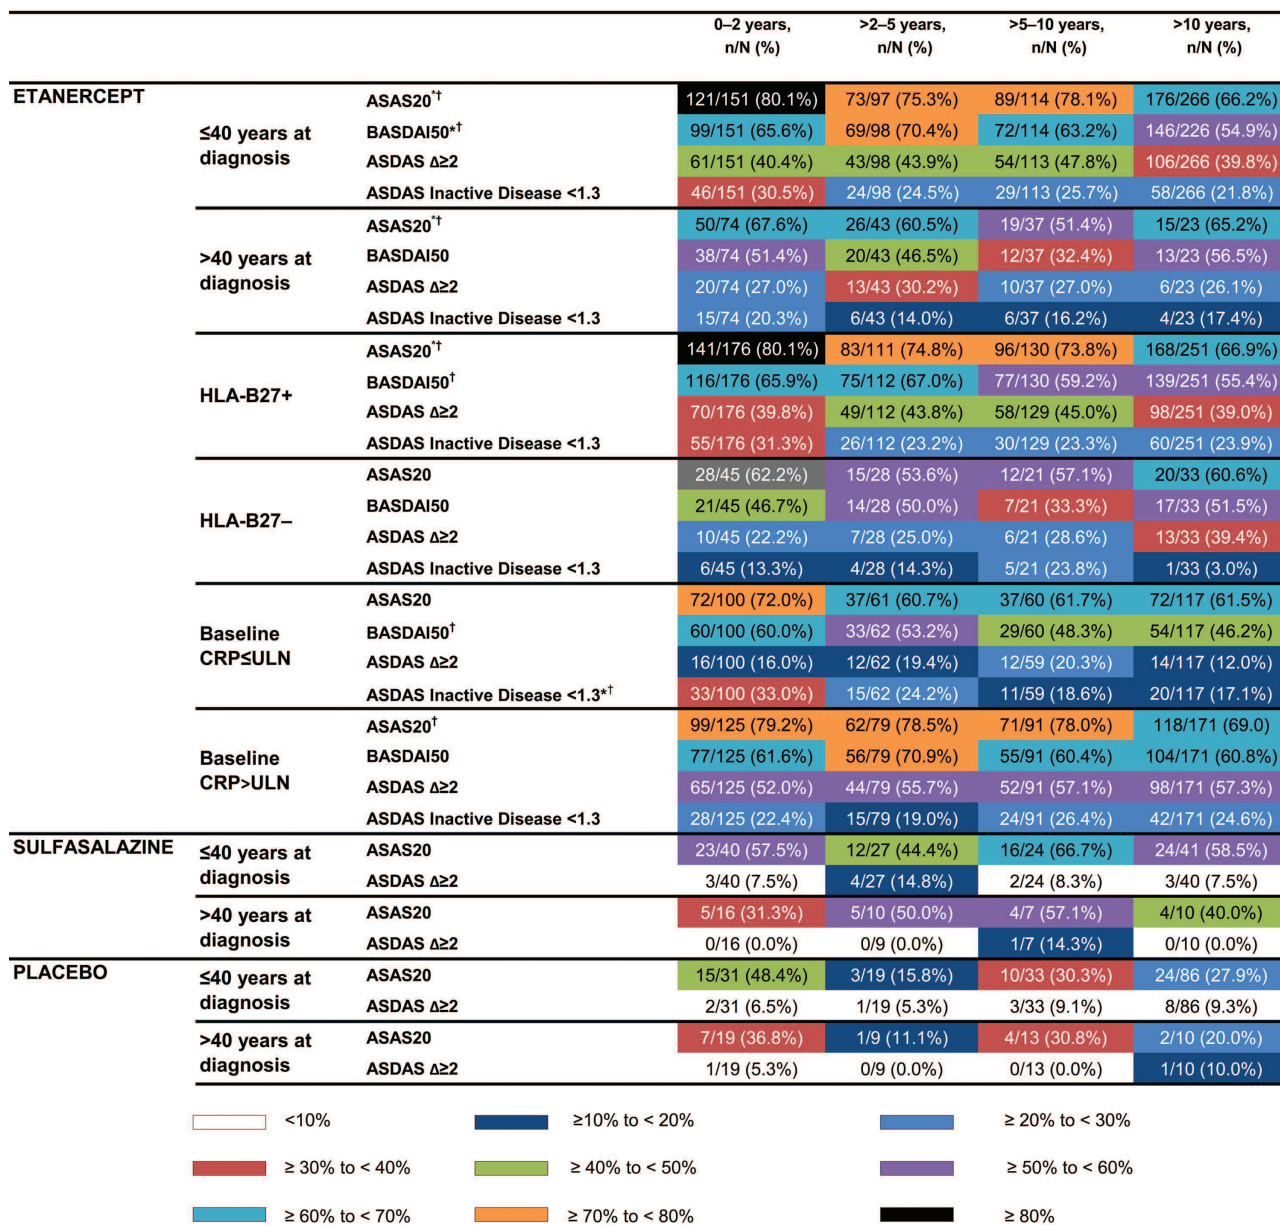 0–2 years, >2–5 years, >5–10 years, >10 years,
n/N (%) n/N (%) n/N (%) n/N (%)
ETANERCEPT ≤40 years at diagnosis
ASAS20*† 121/151 (80.1%) 73/97 (75.3%) 89/114 (78.1%) 176/266 (66.2%)
BASDAI50*† 99/151 (65.6%) 69/98 (70.4%) 72/114 (63.2%) 146/226 (54.9%)
ASDAS Δ≥2 61/151 (40.4%) 43/98 (43.9%) 54/113 (47.8%) 106/266 (39.8%)
ASDAS Inactive Disease <1.3 46/151 (30.5%) 24/98 (24.5%) 29/113 (25.7%) 58/266 (21.8%)
>40 years at diagnosis
ASAS20*† 50/74 (67.6%) 26/43 (60.5%) 19/37 (51.4%) 15/23 (65.2%)
BASDAI50 38/74 (51.4%) 20/43 (46.5%) 12/37 (32.4%) 13/23 (56.5%)
ASDAS Δ≥2 20/74 (27.0%) 13/43 (30.2%) 10/37 (27.0%) 6/23 (26.1%)
ASDAS Inactive Disease <1.3 15/74 (20.3%) 6/43 (14.0%) 6/37 (16.2%) 4/23 (17.4%)
HLA-B27+
ASAS20*† 141/176 (80.1%) 83/111 (74.8%) 96/130 (73.8%) 168/251 (66.9%)
BASDAI50† 116/176 (65.9%) 75/112 (67.0%) 77/130 (59.2%) 139/251 (55.4%)
ASDAS Δ≥2 70/176 (39.8%) 49/112 (43.8%) 58/129 (45.0%) 98/251 (39.0%)
ASDAS Inactive Disease <1.3 55/176 (31.3%) 26/112 (23.2%) 30/129 (23.3%) 60/251 (23.9%)
HLA-B27–
ASAS20 28/45 (62.2%) 15/28 (53.6%) 12/21 (57.1%) 20/33 (60.6%)
BASDAI50 21/45 (46.7%) 14/28 (50.0%) 7/21 (33.3%) 17/33 (51.5%)
ASDAS Δ≥2 10/45 (22.2%) 7/28 (25.0%) 6/21 (28.6%) 13/33 (39.4%)
ASDAS Inactive Disease <1.3 6/45 (13.3%) 4/28 (14.3%) 5/21 (23.8%) 1/33 (3.0%)
Baseline CRP≤ULN
ASAS20 72/100 (72.0%) 37/61 (60.7%) 37/60 (61.7%) 72/117 (61.5%)
BASDAI50† 60/100 (60.0%) 33/62 (53.2%) 29/60 (48.3%) 54/117 (46.2%)
ASDAS Δ≥2 16/100 (16.0%) 12/62 (19.4%) 12/59 (20.3%) 14/117 (12.0%)
ASDAS Inactive Disease <1.3*† 33/100 (33.0%) 15/62 (24.2%) 11/59 (18.6%) 20/117 (17.1%)
Baseline CRP>ULN
ASAS20† 99/125 (79.2%) 62/79 (78.5%) 71/91 (78.0%) 118/171 (69.0)
BASDAI50 77/125 (61.6%) 56/79 (70.9%) 55/91 (60.4%) 104/171 (60.8%)
ASDAS Δ≥2 65/125 (52.0%) 44/79 (55.7%) 52/91 (57.1%) 98/171 (57.3%)
ASDAS Inactive Disease <1.3 28/125 (22.4%) 15/79 (19.0%) 24/91 (26.4%) 42/171 (24.6%)
SULFASALAZINE ≤40 years at diagnosis
ASAS20 23/40 (57.5%) 12/27 (44.4%) 16/24 (66.7%) 24/41 (58.5%)
ASDAS Δ≥2 3/40 (7.5%) 4/27 (14.8%) 2/24 (8.3%) 3/40 (7.5%)
>40 years at diagnosis
ASAS20 5/16 (31.3%) 5/10 (50.0%) 4/7 (57.1%) 4/10 (40.0%)
ASDAS Δ≥2 0/16 (0.0%) 0/9 (0.0%) 1/7 (14.3%) 0/10 (0.0%)
PLACEBO ≤40 years at diagnosis
ASAS20 15/31 (48.4%) 3/19 (15.8%) 10/33 (30.3%) 24/86 (27.9%)
ASDAS Δ≥2 2/31 (6.5%) 1/19 (5.3%) 3/33 (9.1%) 8/86 (9.3%)
>40 years at diagnosis
ASAS20 7/19 (36.8%) 1/9 (11.1%) 4/13 (30.8%) 2/10 (20.0%)
ASDAS Δ≥2 1/19 (5.3%) 0/9 (0.0%) 0/13 (0.0%) 1/10 (10.0%)
<10% ≥10% to < 20% ≥ 20% to < 30%
≥ 30% to < 40% ≥ 40% to < 50% ≥ 50% to < 60%
≥ 60% to < 70% ≥ 70% to < 80% ≥ 80%